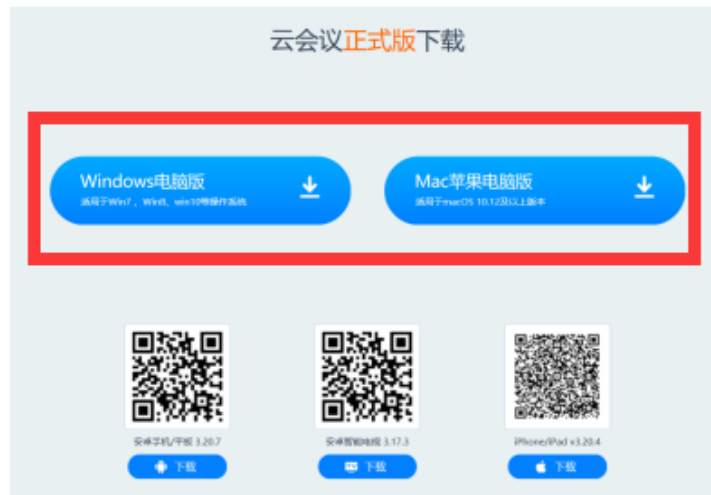 云会议正式版下载
Windows电脑版
适用于Win7 、Win8、win10等操作系统
Mac苹果电脑版
适用于macOS 10.12及以上版本
安卓手机/平板 3.20.7
安卓智能电视 3.17.3
iPhone/iPad v3.20.4
下载
下载
下载